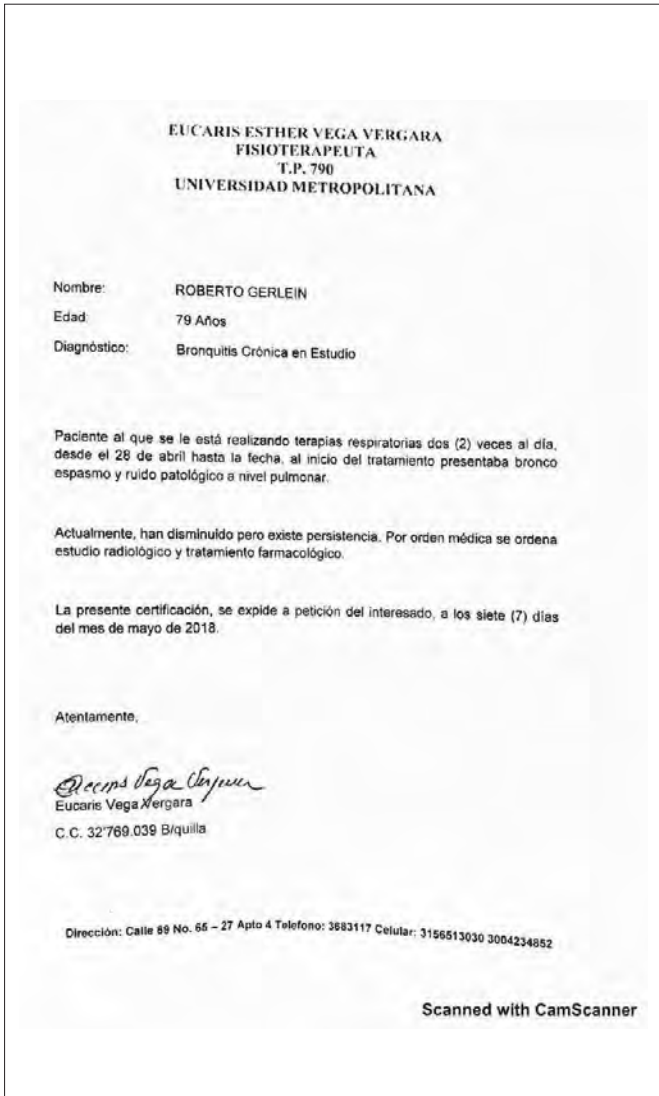 EUCARIS ESTHER VEGA VERGARA
FISIOTERAPEUTA
T.P. 790
UNIVERSIDAD METROPOLITANA
Nombre: ROBERTO GERLEIN
Edad: 79 Años
Diagnóstico: Bronquitis Crónica en Estudio
Paciente al que se le está realizando terapias respiratorias dos (2) veces al día,
desde el 28 de abril hasta la fecha, al inicio del tratamiento presentaba bronco
espasmo y ruido patológico a nivel pulmonar.
Actualmente, han disminuido pero existe persistencia. Por orden médica se ordena
estudio radiológico y tratamiento farmacológico.
La presente certificación, se expide a petición del interesado, a los siete (7) días
del mes de mayo de 2018.
Atentamente,
Vega
Eucaris Vega Vergara
C.C. 32'769.039 B/quilla
Dirección: Calle 89 No. 65 – 27 Apto 4 Telefono: 3683117 Celular: 3156513030 3004234852
Scanned with CamScanner